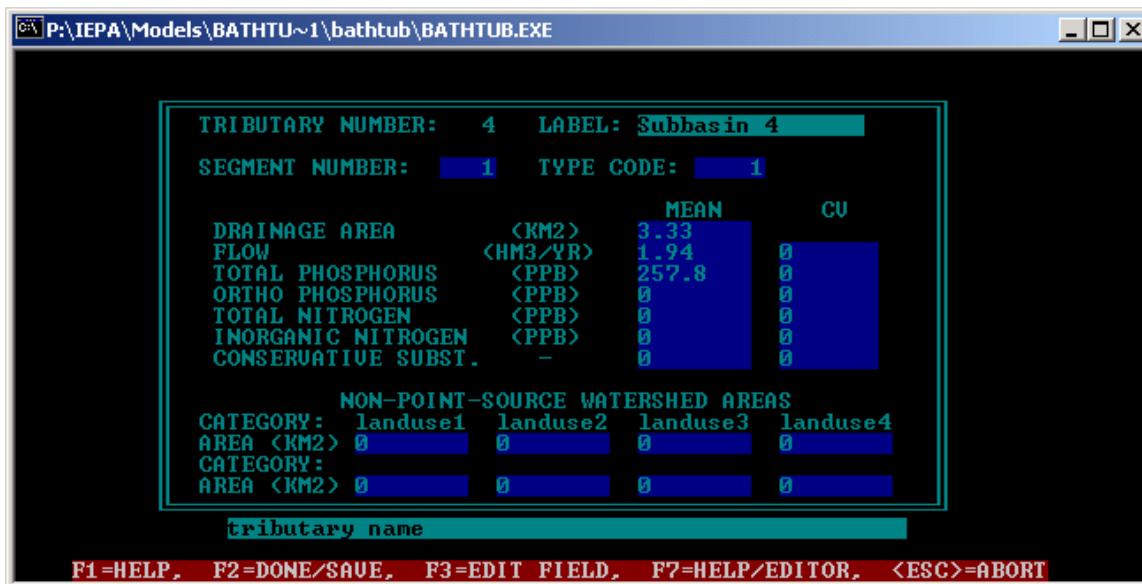 P:\IEPA\Models\BATHTU~1\bathtub\BATHTUB.EXE
TRIBUTARY NUMBER: 4 LABEL: Subbasin 4
SEGMENT NUMBER: 1 TYPE CODE: 1
MEAN CV
DRAINAGE AREA (KM2) 3.33
FLOW (HM3/YR) 1.94 0
TOTAL PHOSPHORUS (PPB) 257.8 0
ORTHO PHOSPHORUS (PPB) 0 0
TOTAL NITROGEN (PPB) 0 0
INORGANIC NITROGEN (PPB) 0 0
CONSERVATIVE SUBST. - 0 0
NON-POINT-SOURCE WATERSHED AREAS
CATEGORY: landuse1 landuse2 landuse3 landuse4
AREA (KM2) 0 0 0 0
CATEGORY:
AREA (KM2) 0 0 0 0
tributary name
F1=HELP, F2=DONE/SAVE, F3=EDIT FIELD, F7=HELP/EDITOR, <ESC>=ABORT